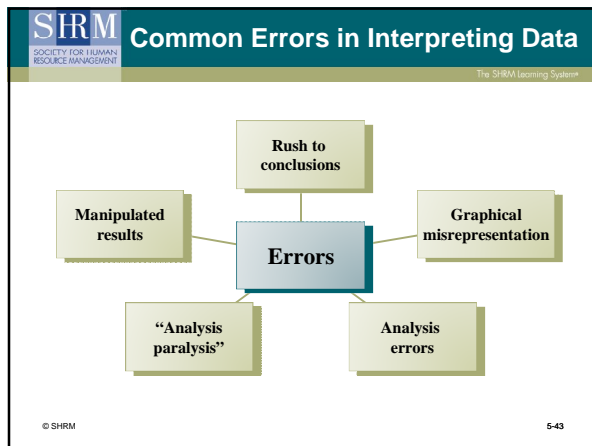 SHRM
SOCIETY FOR HUMAN
RESOURCE MANAGEMENT
Common Errors in Interpreting Data
The SHRM Learning System®
Rush to
conclusions
Manipulated
results
Graphical
misrepresentation
Errors
“Analysis
paralysis”
Analysis
errors
© SHRM
5-43